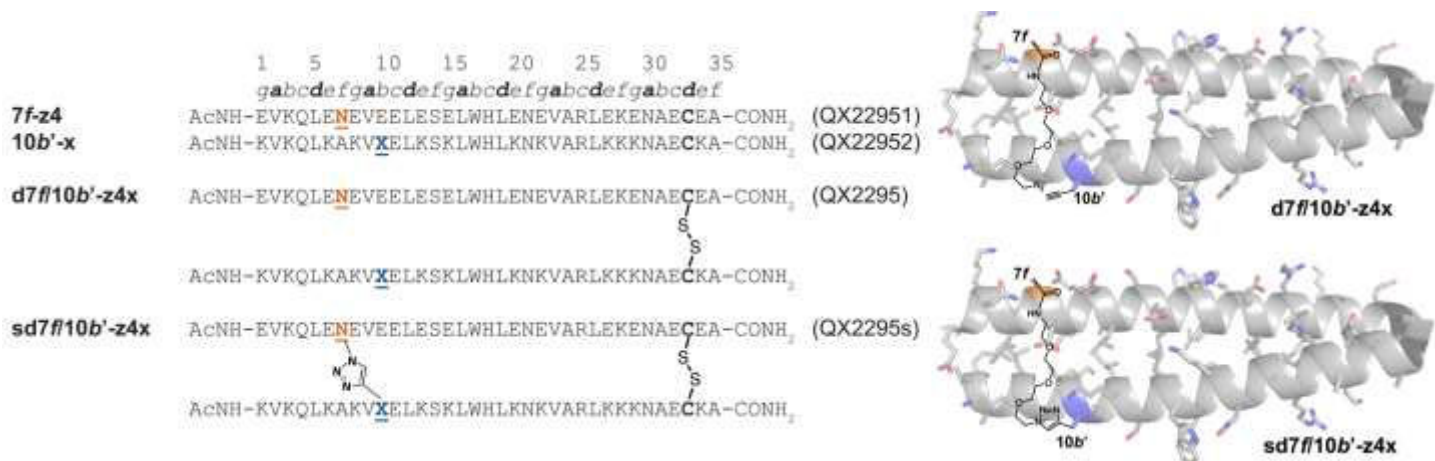 1 5 10 15 20 25 30 35
gabcdefgabcdefgabcdefgabcdefgabcdef
7f-z4 AcNH-EVKQLENEVEELESELWHLENEVARLEKENAECEA-CONH₂ (QX22951)
10b'-x AcNH-KVKQLKAKVXELKSKLWHLKNKVARLKKKNAECKA-CONH₂ (QX22952)
d7f/10b'-z4x AcNH-EVKQLENEVEELESELWHLENEVARLEKENAECEA-CONH₂ (QX2295)
S
S
AcNH-KVKQLKAKVXELKSKLWHLKNKVARLKKKNAECKA-CONH₂
sd7f/10b'-z4x AcNH-EVKQLENEVEELESELWHLENEVARLEKENAECEA-CONH₂ (QX2295s)
N
N
N
S
S
AcNH-KVKQLKAKVXELKSKLWHLKNKVARLKKKNAECKA-CONH₂
7f
HN
10b'
d7f/10b'-z4x
7f
HN
10b'
sd7f/10b'-z4x